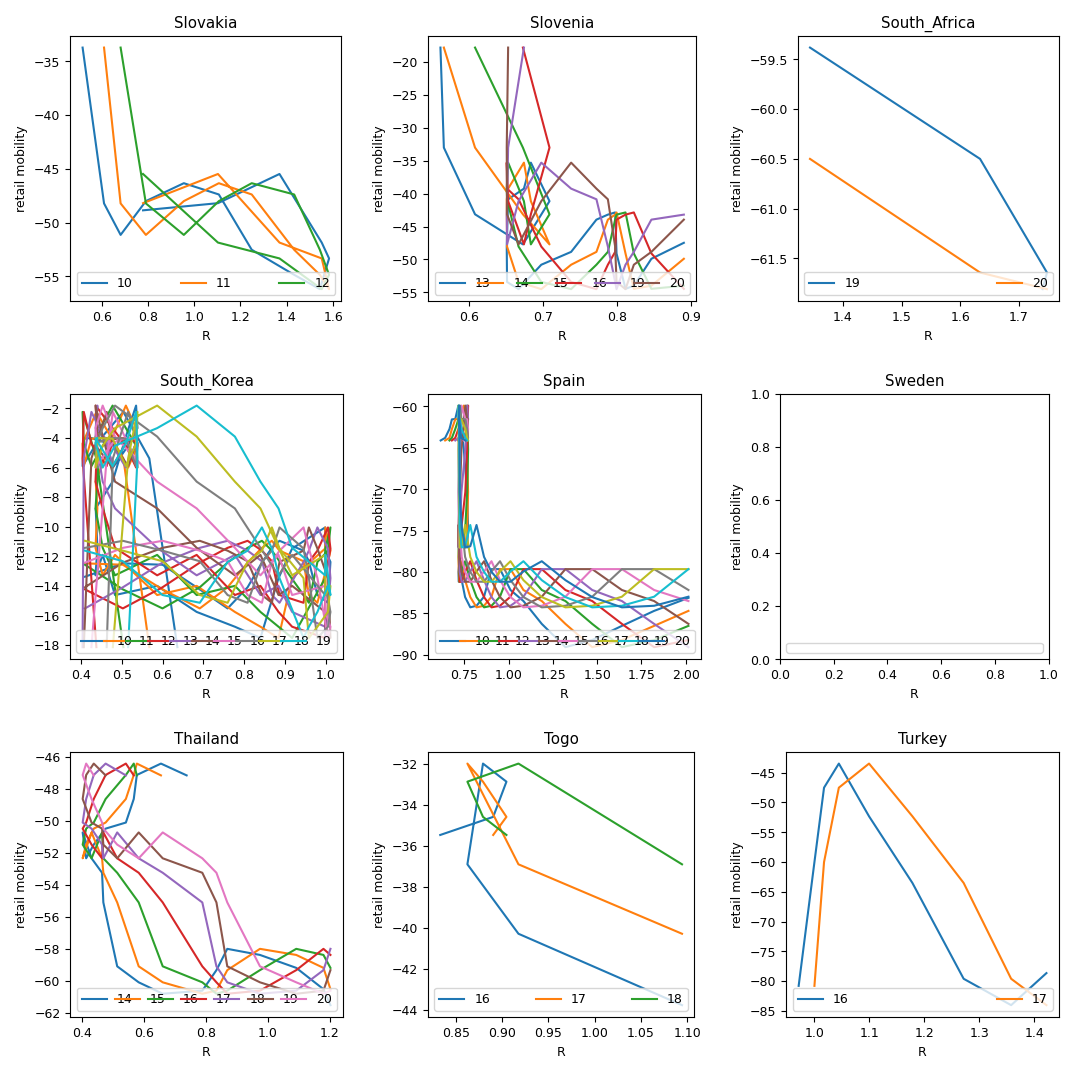 Slovakia
retail mobility
−35
−40
−45
−50
−55
10 11 12
0.6 0.8 1.0 1.2 1.4 1.6
R
Slovenia
retail mobility
−20
−25
−30
−35
−40
−45
−50
−55
13 14 15 16 19 20
0.6 0.7 0.8 0.9
R
South_Africa
retail mobility
−59.5
−60.0
−60.5
−61.0
−61.5
19 20
1.4 1.5 1.6 1.7
R
South_Korea
retail mobility
−2
−4
−6
−8
−10
−12
−14
−16
−18
10 11 12 13 14 15 16 17 18 19
0.4 0.5 0.6 0.7 0.8 0.9 1.0
R
Spain
retail mobility
−60
−65
−70
−75
−80
−85
−90
10 11 12 13 14 15 16 17 18 19 20
0.75 1.00 1.25 1.50 1.75 2.00
R
Sweden
1.0
0.8
0.6
0.4
0.2
0.0
0.0 0.2 0.4 0.6 0.8 1.0
R
Thailand
retail mobility
−46
−48
−50
−52
−54
−56
−58
−60
−62
14 15 16 17 18 19 20
0.4 0.6 0.8 1.0 1.2
R
Togo
retail mobility
−32
−34
−36
−38
−40
−42
−44
16 17 18
0.85 0.90 0.95 1.00 1.05 1.10
R
Turkey
retail mobility
−45
−50
−55
−60
−65
−70
−75
−80
−85
16 17
1.0 1.1 1.2 1.3 1.4
R